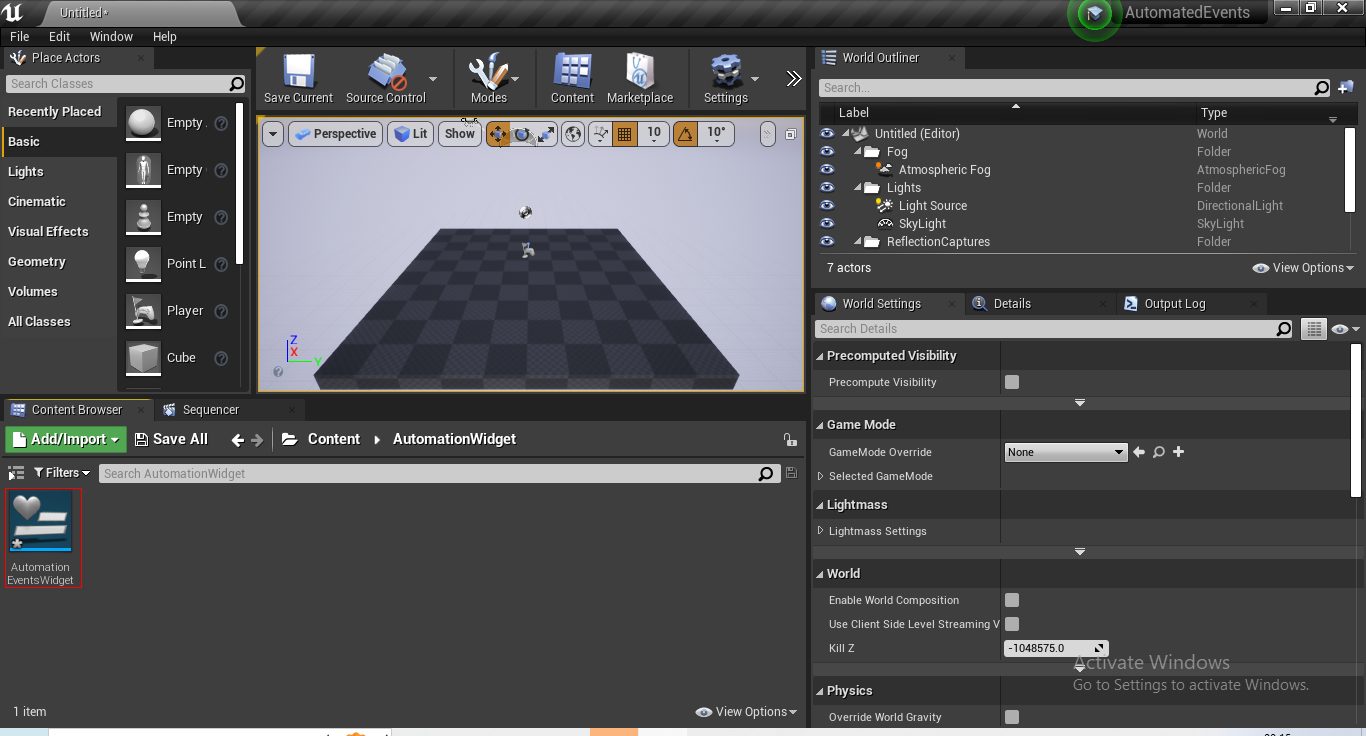 Untitled*
AutomatedEvents
File Edit Window Help
Place Actors
Search Classes
Recently Placed
Basic
Lights
Cinematic
Visual Effects
Geometry
Volumes
All Classes
Empty
Empty
Empty
Point L
Player
Cube
Save Current
Source Control
Modes
Content
Marketplace
Settings
Perspective
Lit
Show
10
10°
Z
X
Y
World Outliner
Search...
Label Type
Untitled (Editor) World
Fog Folder
Atmospheric Fog AtmosphericFog
Lights Folder
Light Source DirectionalLight
SkyLight SkyLight
ReflectionCaptures Folder
7 actors
View Options
World Settings
Details
Output Log
Search Details
Precomputed Visibility
Precompute Visibility
Game Mode
GameMode Override None
Selected GameMode
Lightmass
Lightmass Settings
World
Enable World Composition
Use Client Side Level Streaming V
Kill Z -1048575.0
Physics
Override World Gravity
Activate Windows
Go to Settings to activate Windows.
Content Browser
Sequencer
Add/Import
Save All
Content
AutomationWidget
Filters
Search AutomationWidget
Automation
EventsWidget
1 item
View Options